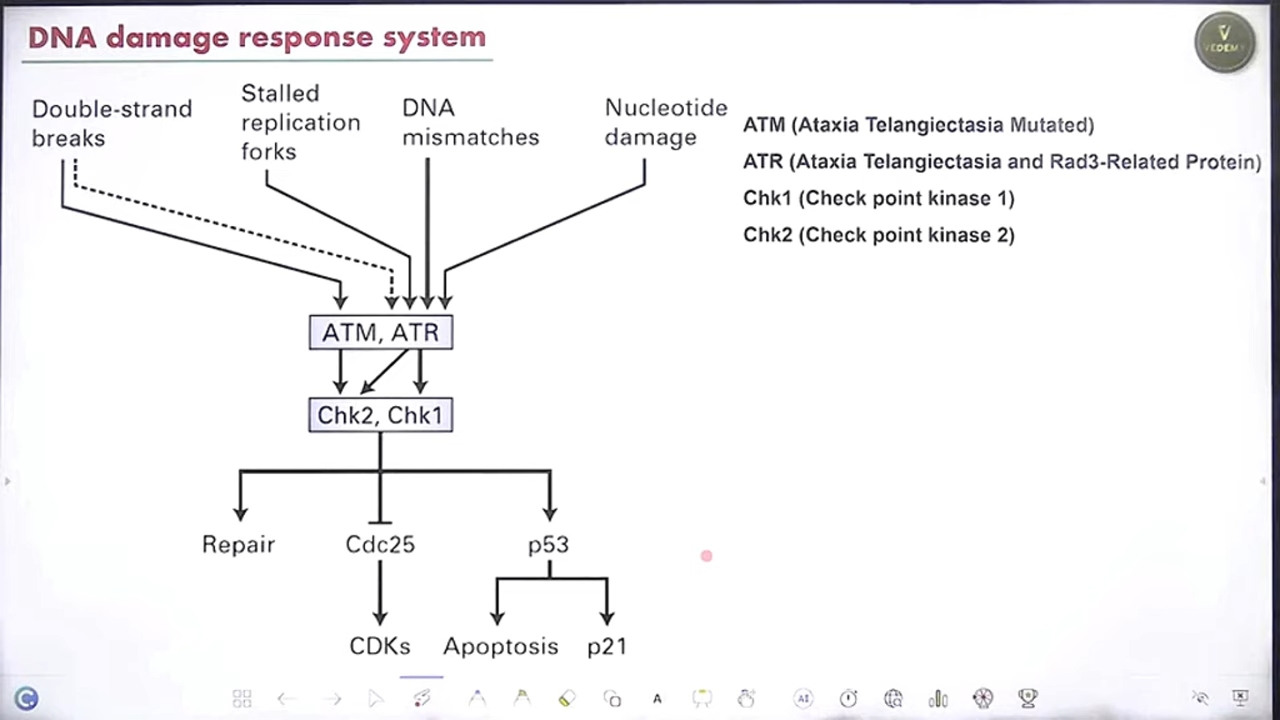 DNA damage response system
VEDEMY
Double-strand
breaks
Stalled
replication
forks
DNA
mismatches
Nucleotide
damage
ATM (Ataxia Telangiectasia Mutated)
ATR (Ataxia Telangiectasia and Rad3-Related Protein)
Chk1 (Check point kinase 1)
Chk2 (Check point kinase 2)
ATM, ATR
Chk2, Chk1
Repair
Cdc25
p53
CDKs
Apoptosis
p21
A
AI